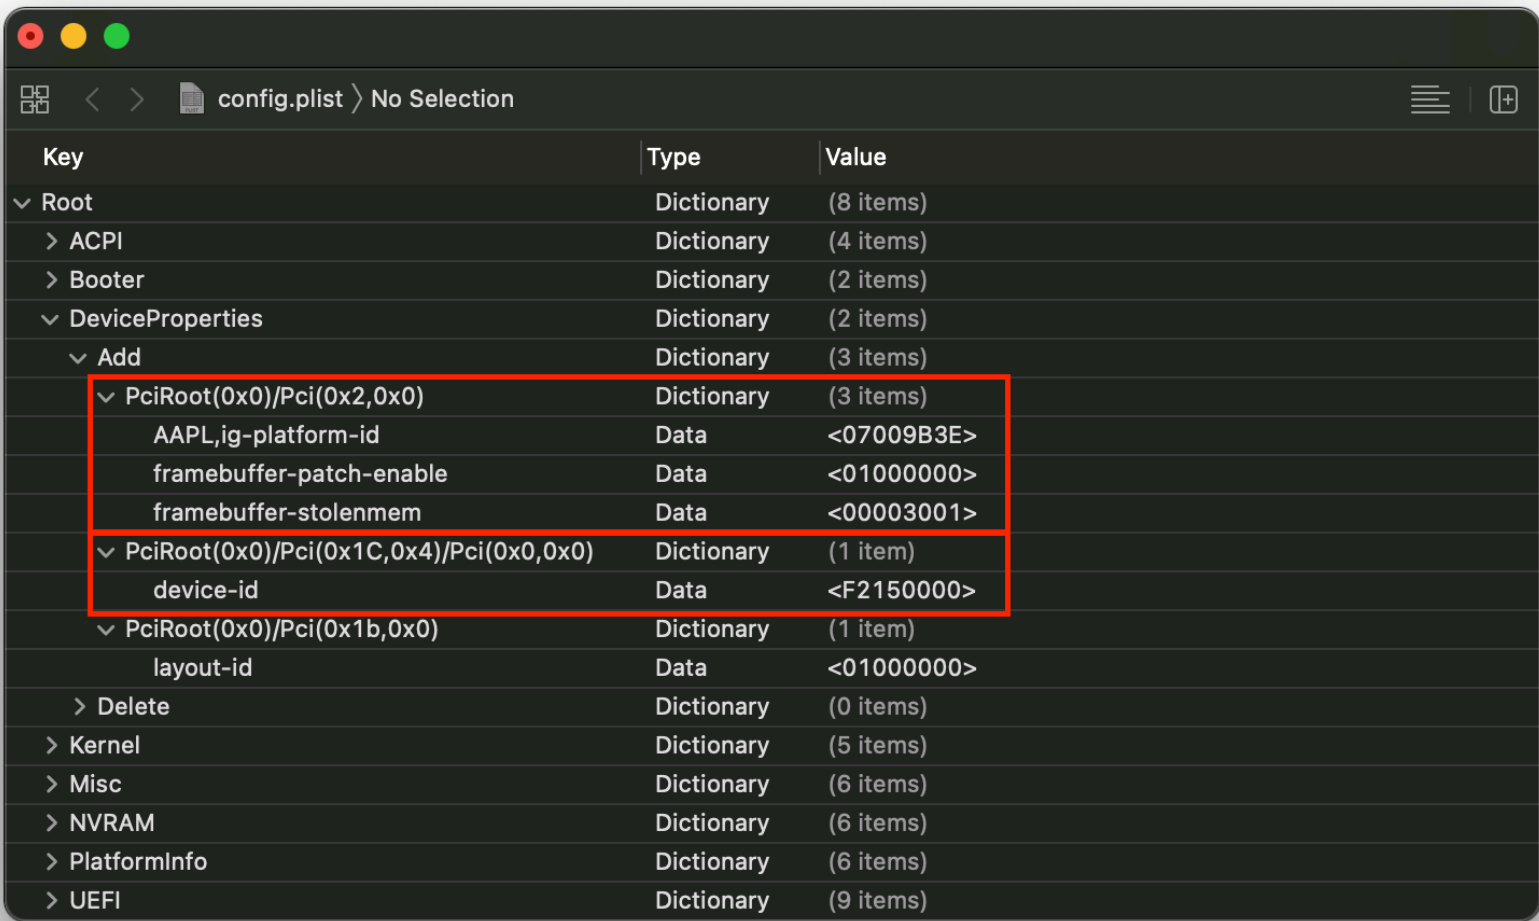 config.plist 〉 No Selection
Key Type Value
Root Dictionary (8 items)
ACPI Dictionary (4 items)
Booter Dictionary (2 items)
DeviceProperties Dictionary (2 items)
Add Dictionary (3 items)
PciRoot(0x0)/Pci(0x2,0x0) Dictionary (3 items)
AAPL,ig-platform-id Data <07009B3E>
framebuffer-patch-enable Data <01000000>
framebuffer-stolenmem Data <00003001>
PciRoot(0x0)/Pci(0x1C,0x4)/Pci(0x0,0x0) Dictionary (1 item)
device-id Data <F2150000>
PciRoot(0x0)/Pci(0x1b,0x0) Dictionary (1 item)
layout-id Data <01000000>
Delete Dictionary (0 items)
Kernel Dictionary (5 items)
Misc Dictionary (6 items)
NVRAM Dictionary (6 items)
PlatformInfo Dictionary (6 items)
UEFI Dictionary (9 items)